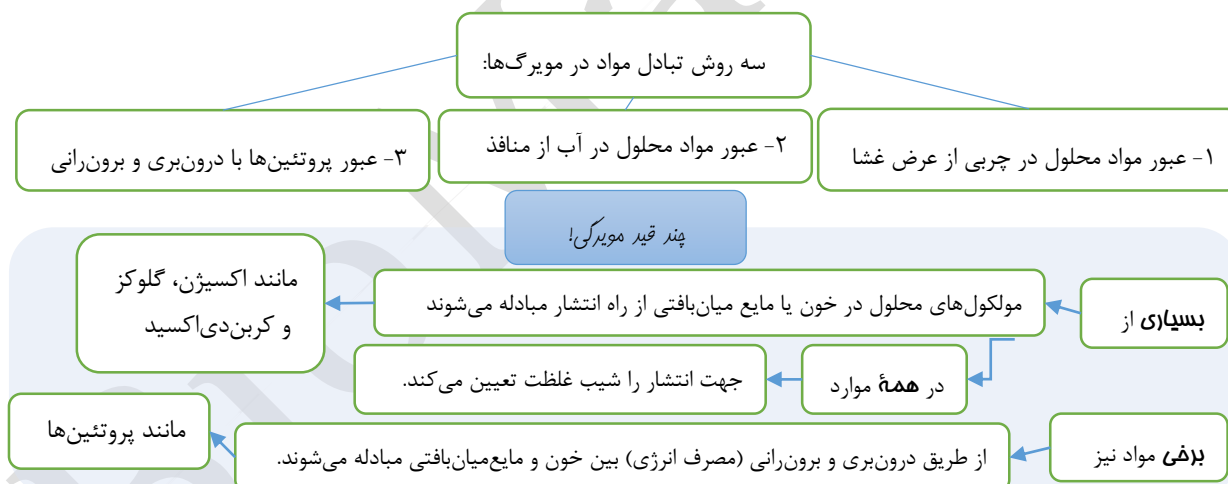 سه روش تبادل مواد در مویرگ‌ها:
۱- عبور مواد محلول در چربی از عرض غشا
۲- عبور مواد محلول در آب از منافذ
۳- عبور پروتئین‌ها با درون‌بری و برون‌رانی
چند قید مویرگی!
بسیاری از
مولکول‌های محلول در خون یا مایع میان‌بافتی از راه انتشار مبادله می‌شوند
مانند اکسیژن، گلوکز
و کربن‌دی‌اکسید
در همهٔ موارد
جهت انتشار را شیب غلظت تعیین می‌کند.
برخی مواد نیز
از طریق درون‌بری و برون‌رانی (مصرف انرژی) بین خون و مایع‌میان‌بافتی مبادله می‌شوند.
مانند پروتئین‌ها